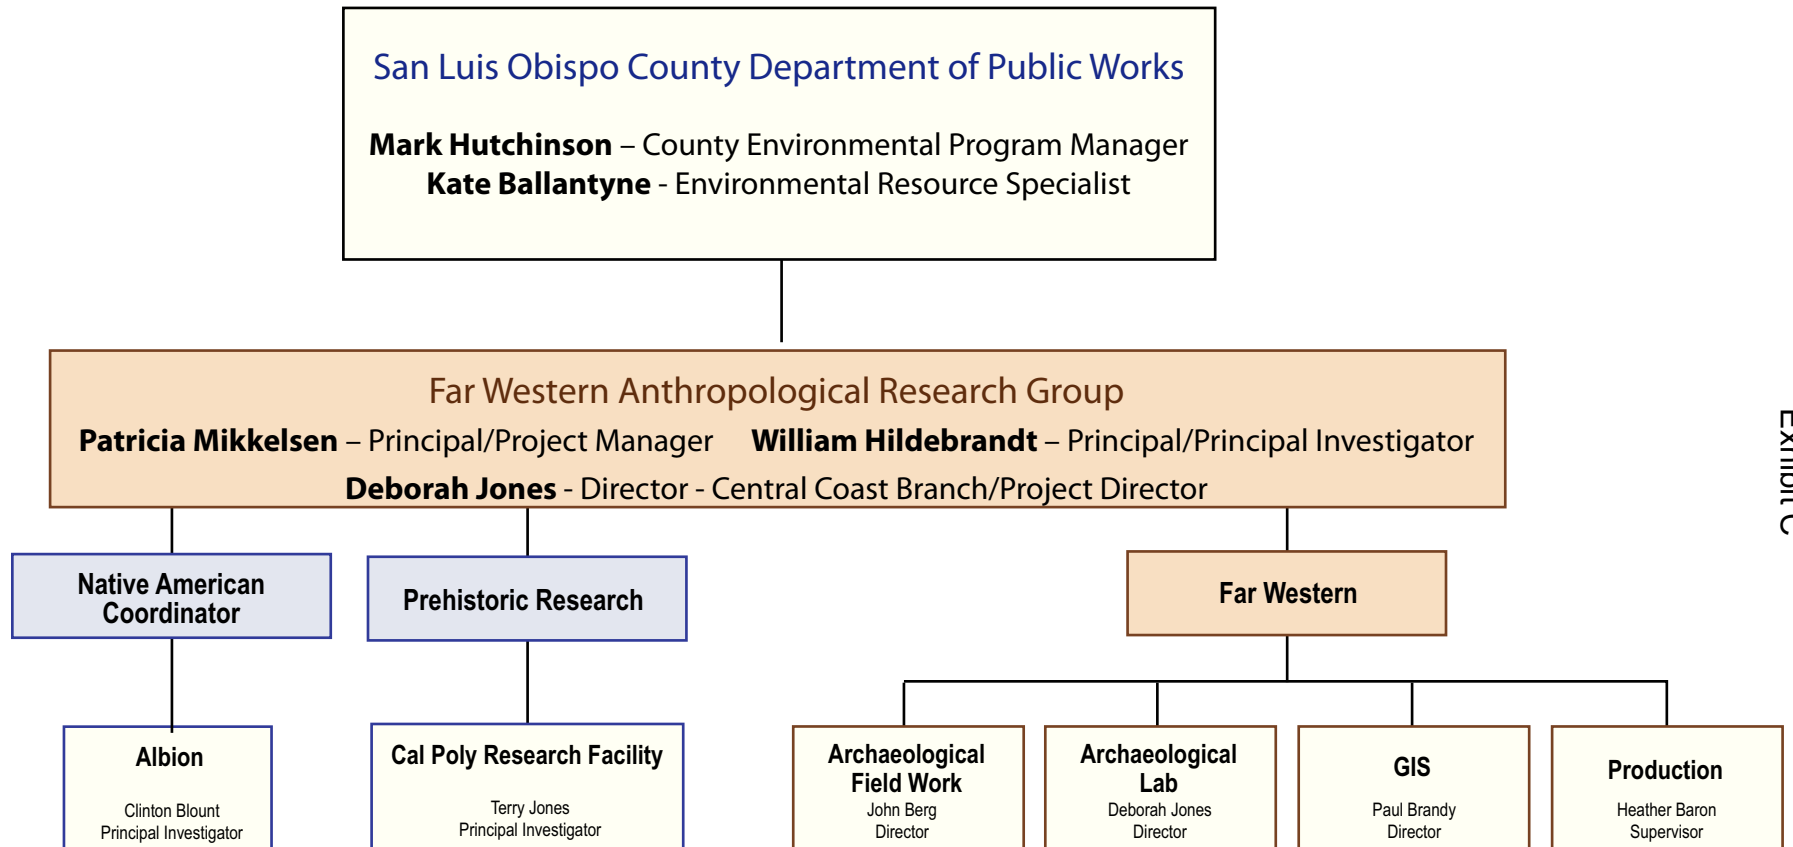 San Luis Obispo County Department of Public Works
Mark Hutchinson – County Environmental Program Manager
Kate Ballantyne - Environmental Resource Specialist
Far Western Anthropological Research Group
Patricia Mikkelsen – Principal/Project Manager William Hildebrandt – Principal/Principal Investigator
Deborah Jones - Director - Central Coast Branch/Project Director
Exhibit C
Native American
Coordinator
Prehistoric Research
Far Western
Albion
Clinton Blount
Principal Investigator
Cal Poly Research Facility
Terry Jones
Principal Investigator
Archaeological
Field Work
John Berg
Director
Archaeological
Lab
Deborah Jones
Director
GIS
Paul Brandy
Director
Production
Heather Baron
Supervisor